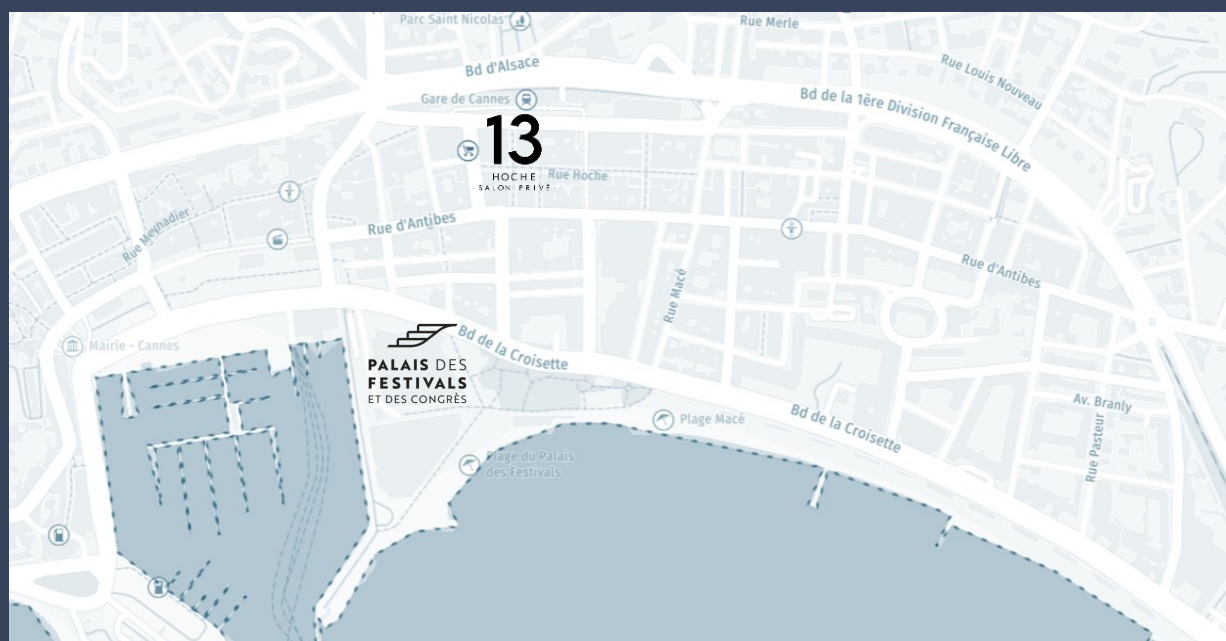 Parc Saint Nicolas
Rue Merle
Bd d'Alsace
Rue Louis Nouveau
Gare de Cannes
Bd de la 1ère Division Française Libre
13
HOCHE
SALON PRIVÉ
Rue Hoche
Rue Meynadier
Rue d'Antibes
Rue d'Antibes
Rue Macé
Mairie - Cannes
Bd de la Croisette
PALAIS DES
FESTIVALS
ET DES CONGRÈS
Plage Macé
Bd de la Croisette
Av. Branly
Rue Pasteur
Plage du Palais
des Festivals